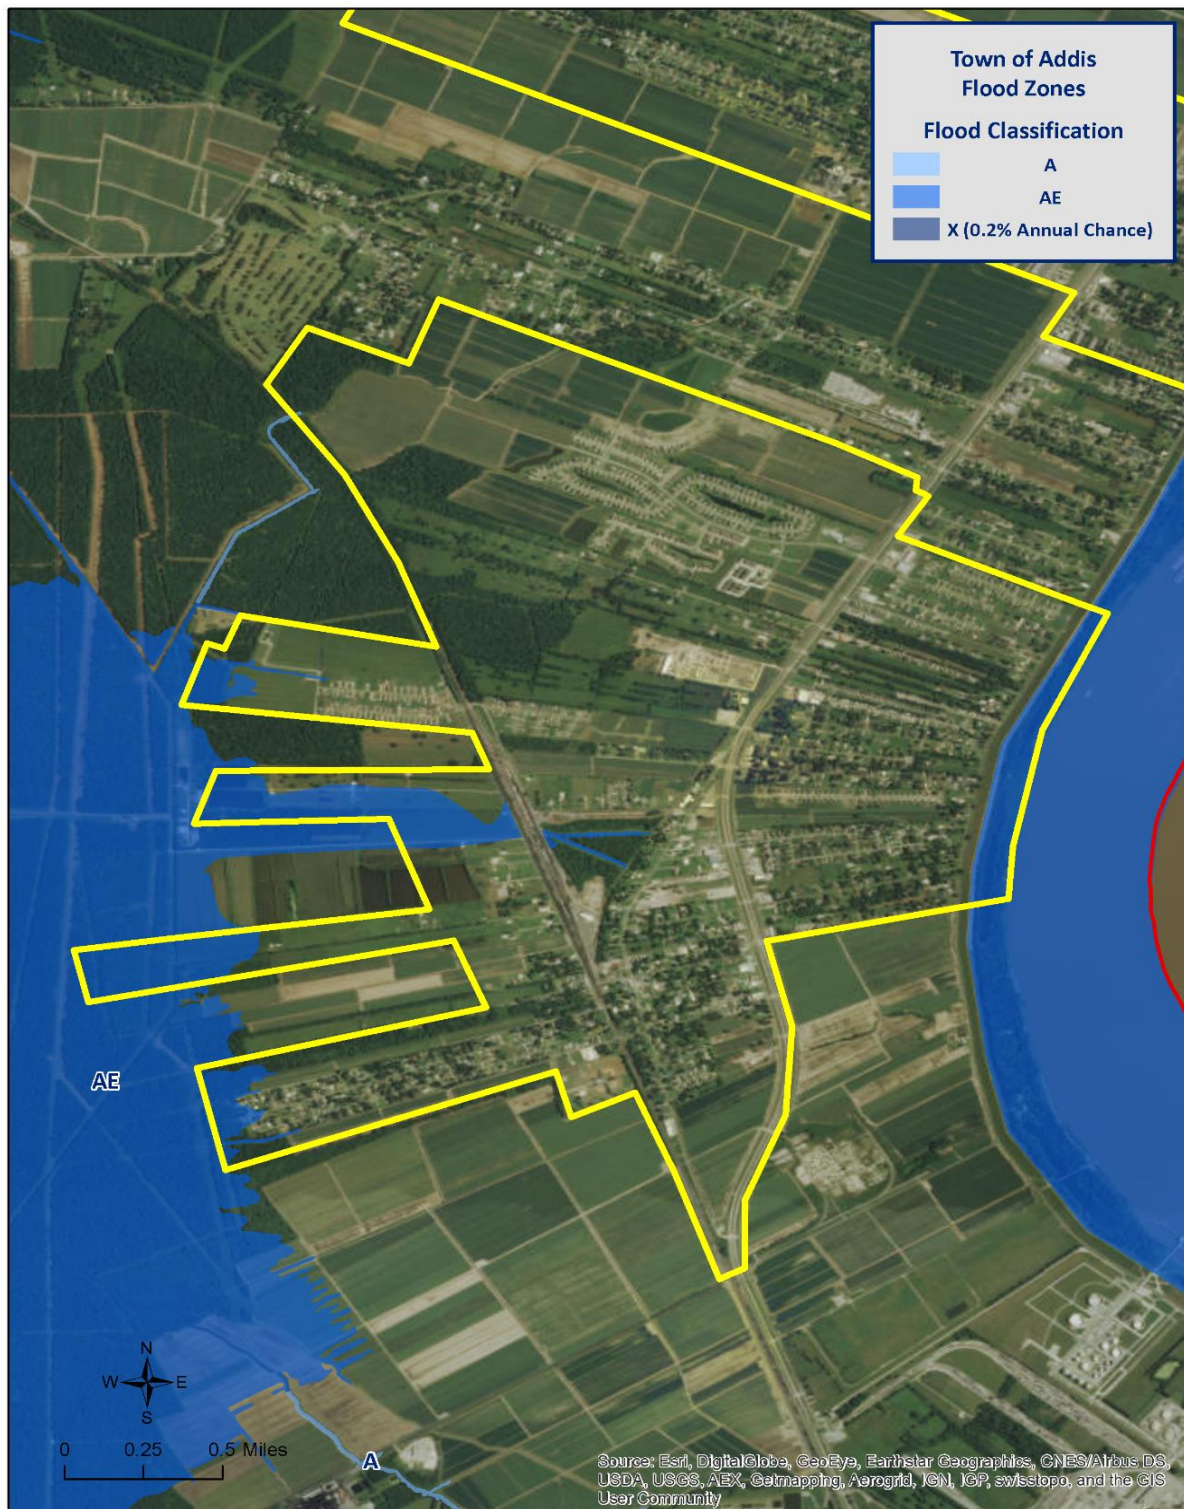 Town of Addis
Flood Zones
Flood Classification
A
AE
X (0.2% Annual Chance)
AE
N
W E
S
0 0.25 0.5 Miles
A
Source: Esri, DigitalGlobe, GeoEye, Earthstar Geographics, CNES/Airbus DS,
USDA, USGS, AEX, Getmapping, Aerogrid, IGN, IGP, swisstopo, and the GIS
User Community